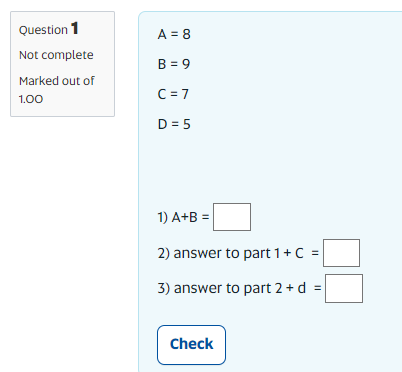 Question 1
Not complete
Marked out of
1.00
A = 8
B = 9
C = 7
D = 5
1) A+B =
2) answer to part 1 + C =
3) answer to part 2 + d =
Check